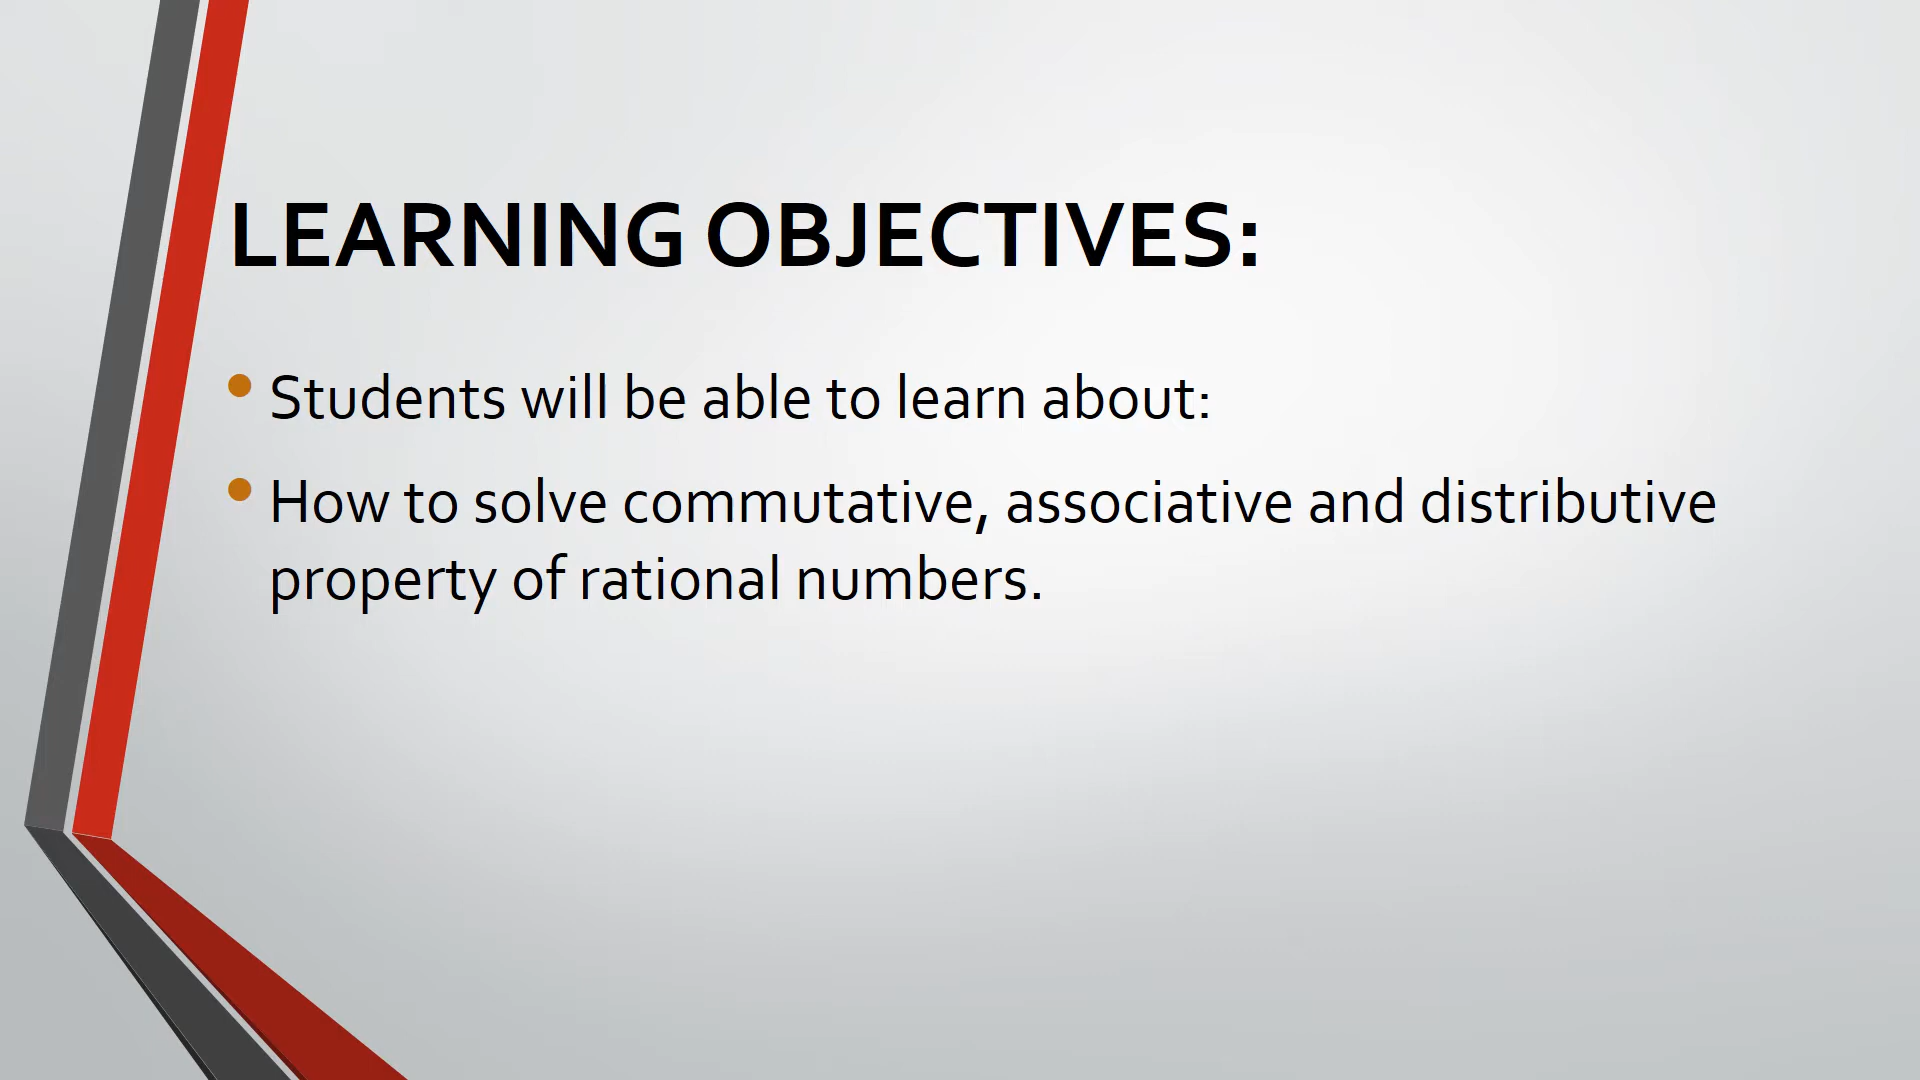 LEARNING OBJECTIVES:
Students will be able to learn about:
How to solve commutative, associative and distributive
property of rational numbers.